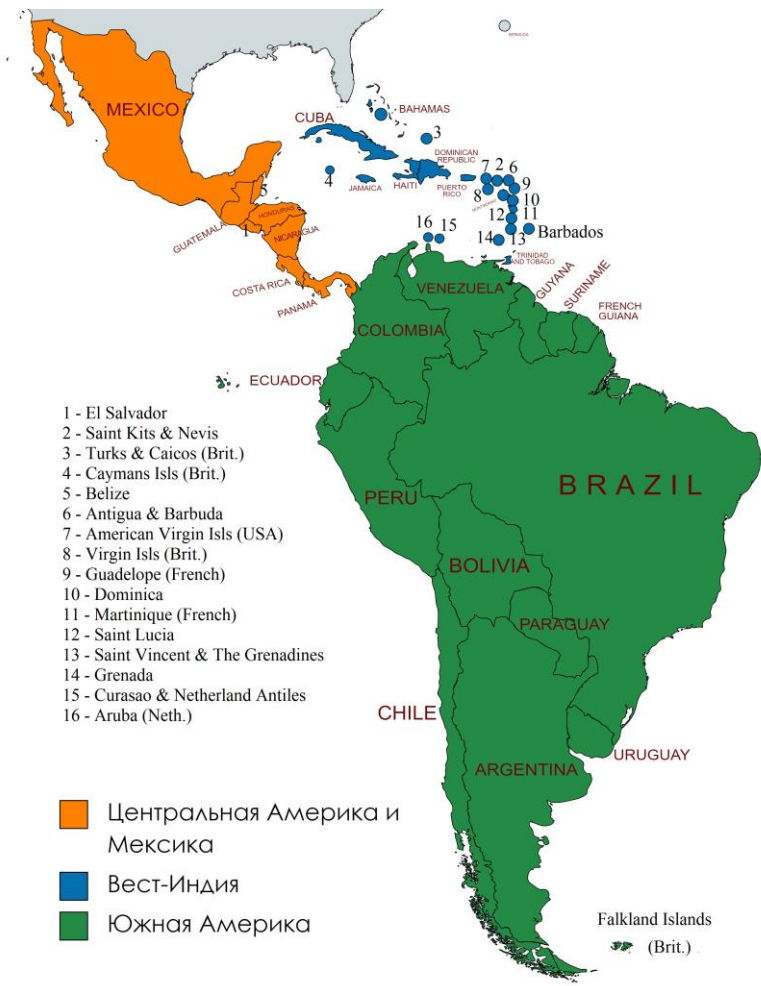 BERMUDA
MEXICO
BAHAMAS
CUBA
3
DOMINICAN
REPUBLIC
4
JAMAICA
HAITI
PUERTO
RICO
7
2
6
8
9
MONTSERRAT
10
12
11
Barbados
5
HONDURAS
GUATEMALA
1
NICARAGUA
16
15
14
13
TRINIDAD
AND TOBAGO
COSTA RICA
PANAMA
VENEZUELA
GUYANA
SURINAME
FRENCH
GUIANA
COLOMBIA
ECUADOR
1 - El Salvador
2 - Saint Kits & Nevis
3 - Turks & Caicos (Brit.)
4 - Caymans Isls (Brit.)
5 - Belize
6 - Antigua & Barbuda
7 - American Virgin Isls (USA)
8 - Virgin Isls (Brit.)
9 - Guadelope (French)
10 - Dominica
11 - Martinique (French)
12 - Saint Lucia
13 - Saint Vincent & The Grenadines
14 - Grenada
15 - Curasao & Netherland Antiles
16 - Aruba (Neth.)
BRAZIL
PERU
BOLIVIA
PARAGUAY
CHILE
URUGUAY
ARGENTINA
Центральная Америка и
Мексика
Вест-Индия
Южная Америка
Falkland Islands
(Brit.)